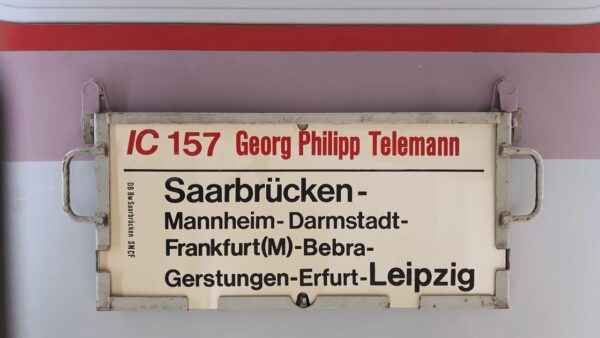 IC 157 Georg Philipp Telemann
Saarbrücken-
Mannheim-Darmstadt-
Frankfurt(M)-Bebra-
Gerstungen-Erfurt-Leipzig
DB Bw Saarbrücken SNCF